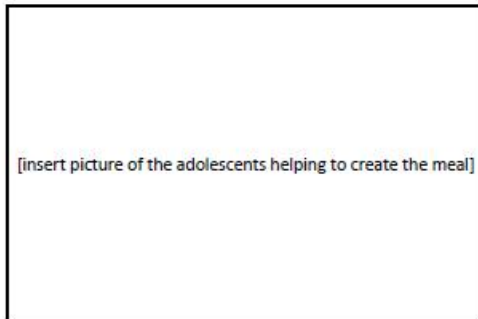 [insert picture of the adolescents helping to create the meal]